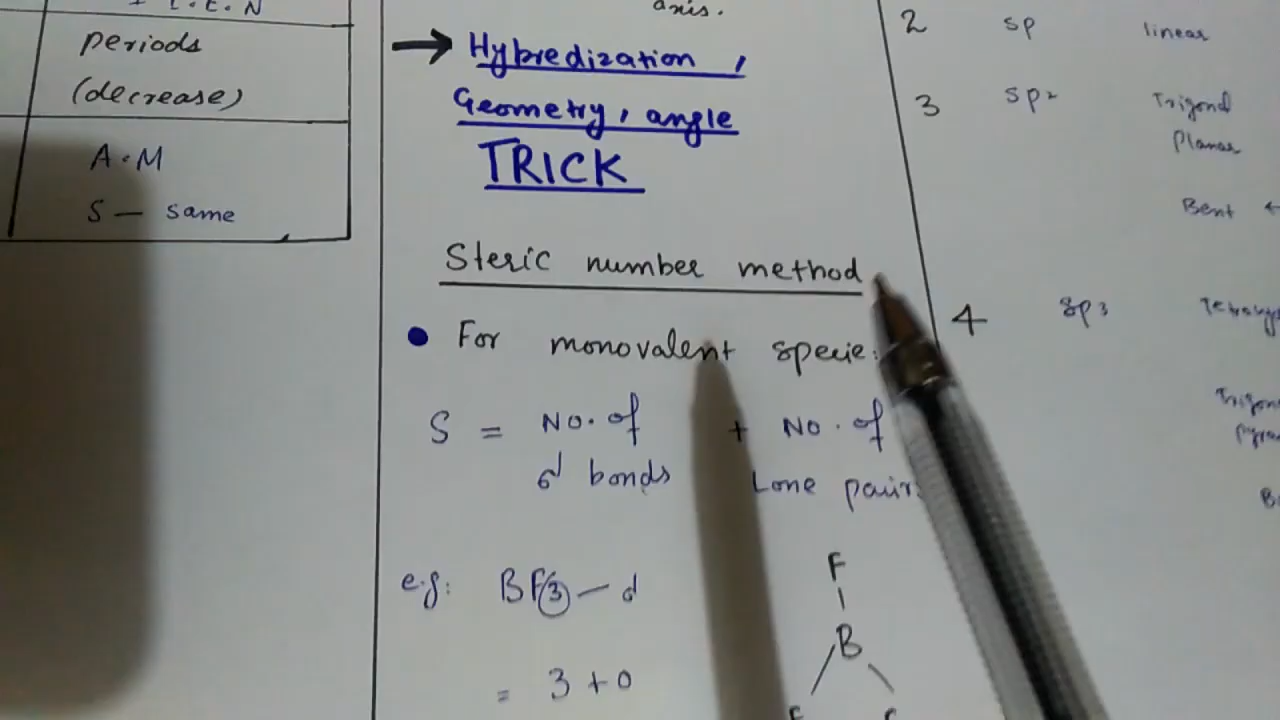 periods
(decrease)
A.M
S — same
axis.
→ Hybredization,
Geometry, angle
TRICK
Steric number method
• For monovalent specie
S = No. of + No. of
σ bonds Lone pair
e.g: BF3 — σ
= 3 + 0
F
B
2 sp linear
3 sp2 Trigonal
Planar
Bent ←
4 sp3